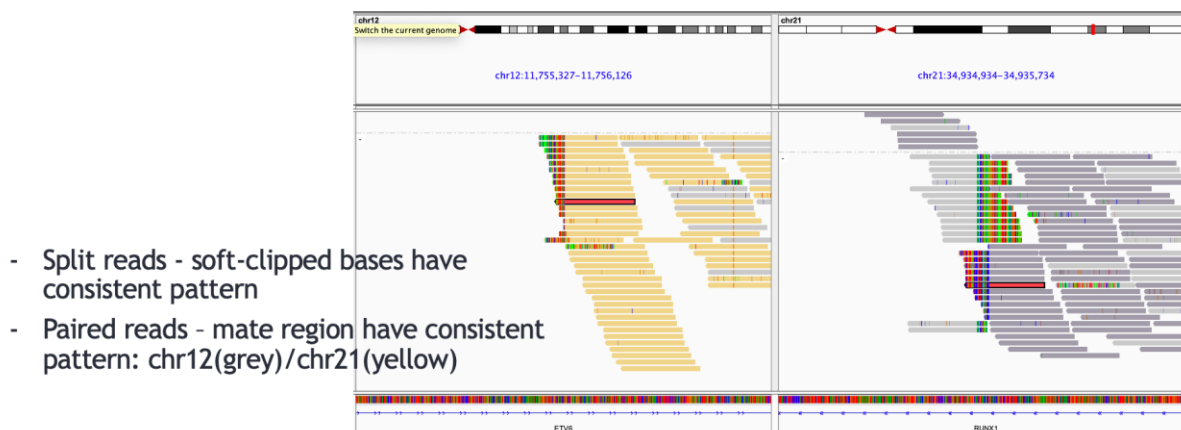 chr12
chr21
Switch the current genome
chr12:11,755,327-11,756,126
chr21:34,934,934-34,935,734
- Split reads - soft-clipped bases have
consistent pattern
- Paired reads - mate region have consistent
pattern: chr12(grey)/chr21(yellow)
ETV6
RUNX1